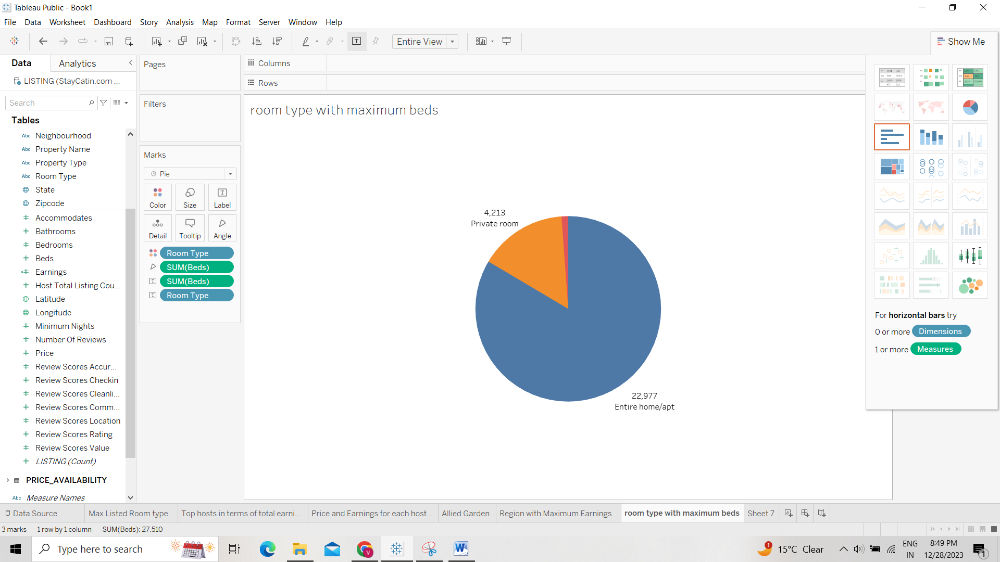 Tableau Public - Book1
File Data Worksheet Dashboard Story Analysis Map Format Server Window Help
Entire View
Show Me
Data Analytics
LISTING (StayCatin.com ...
Search
Tables
Abc Neighbourhood
Abc Property Name
Abc Property Type
Abc Room Type
State
Zipcode
# Accommodates
# Bathrooms
# Bedrooms
# Beds
=# Earnings
# Host Total Listing Cou...
Latitude
Longitude
# Minimum Nights
# Number Of Reviews
# Price
# Review Scores Accur...
# Review Scores Checkin
# Review Scores Cleanli...
# Review Scores Comm...
# Review Scores Location
# Review Scores Rating
# Review Scores Value
# LISTING (Count)
PRICE_AVAILABILITY
Abc Measure Names
Pages
Filters
Marks
Pie
Color Size Label
Detail Tooltip Angle
Room Type
SUM(Beds)
SUM(Beds)
Room Type
Columns
Rows
room type with maximum beds
4,213
Private room
22,977
Entire home/apt
For horizontal bars try
0 or more Dimensions
1 or more Measures
Data Source Max Listed Room type Top hosts in terms of total earni... Price and Earnings for each host... Allied Garden Region with Maximum Earnings room type with maximum beds Sheet 7
3 marks 1 row by 1 column SUM(Beds): 27,510
Type here to search
1
15°C Clear
ENG
IN
8:49 PM
12/28/2023
1